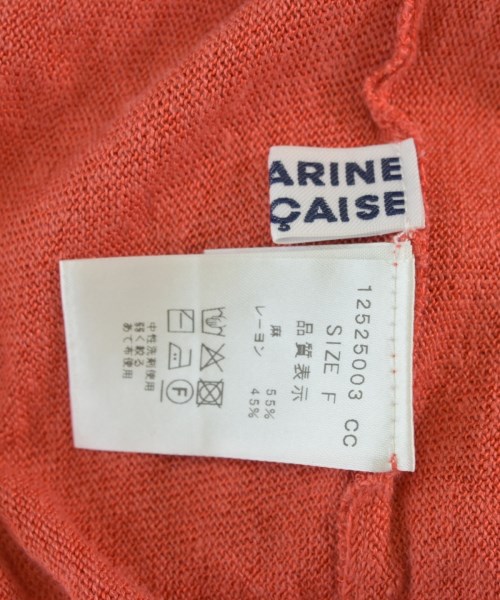 ARINE
ÇAISE
12525003 CC
SIZE F
品質表示
麻 55%
レーヨン 45%
F
中性洗剤使用
弱く絞る
あて布使用